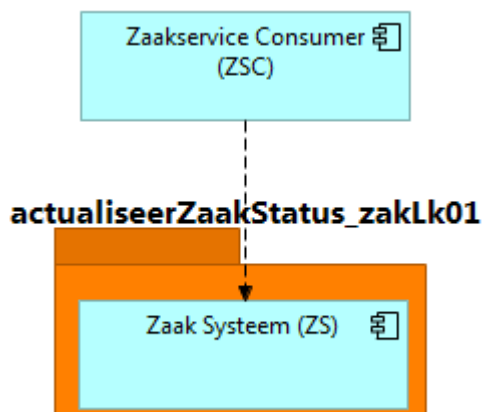 Zaakservice Consumer
(ZSC)
actualiseerZaakStatus_zakLk01
Zaak Systeem (ZS)